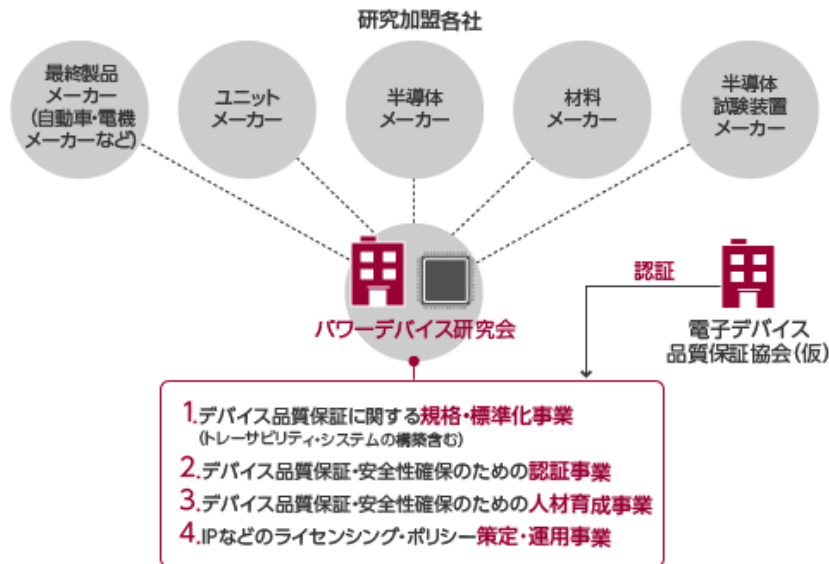 研究加盟各社
最終製品
メーカー
(自動車・電機
メーカーなど)
ユニット
メーカー
半導体
メーカー
材料
メーカー
半導体
試験装置
メーカー
パワーデバイス研究会
認証
電子デバイス
品質保証協会(仮)
1.デバイス品質保証に関する規格・標準化事業
(トレーサビリティ・システムの構築含む)
2.デバイス品質保証・安全性確保のための認証事業
3.デバイス品質保証・安全性確保のための人材育成事業
4.IPなどのライセンシング・ポリシー策定・運用事業